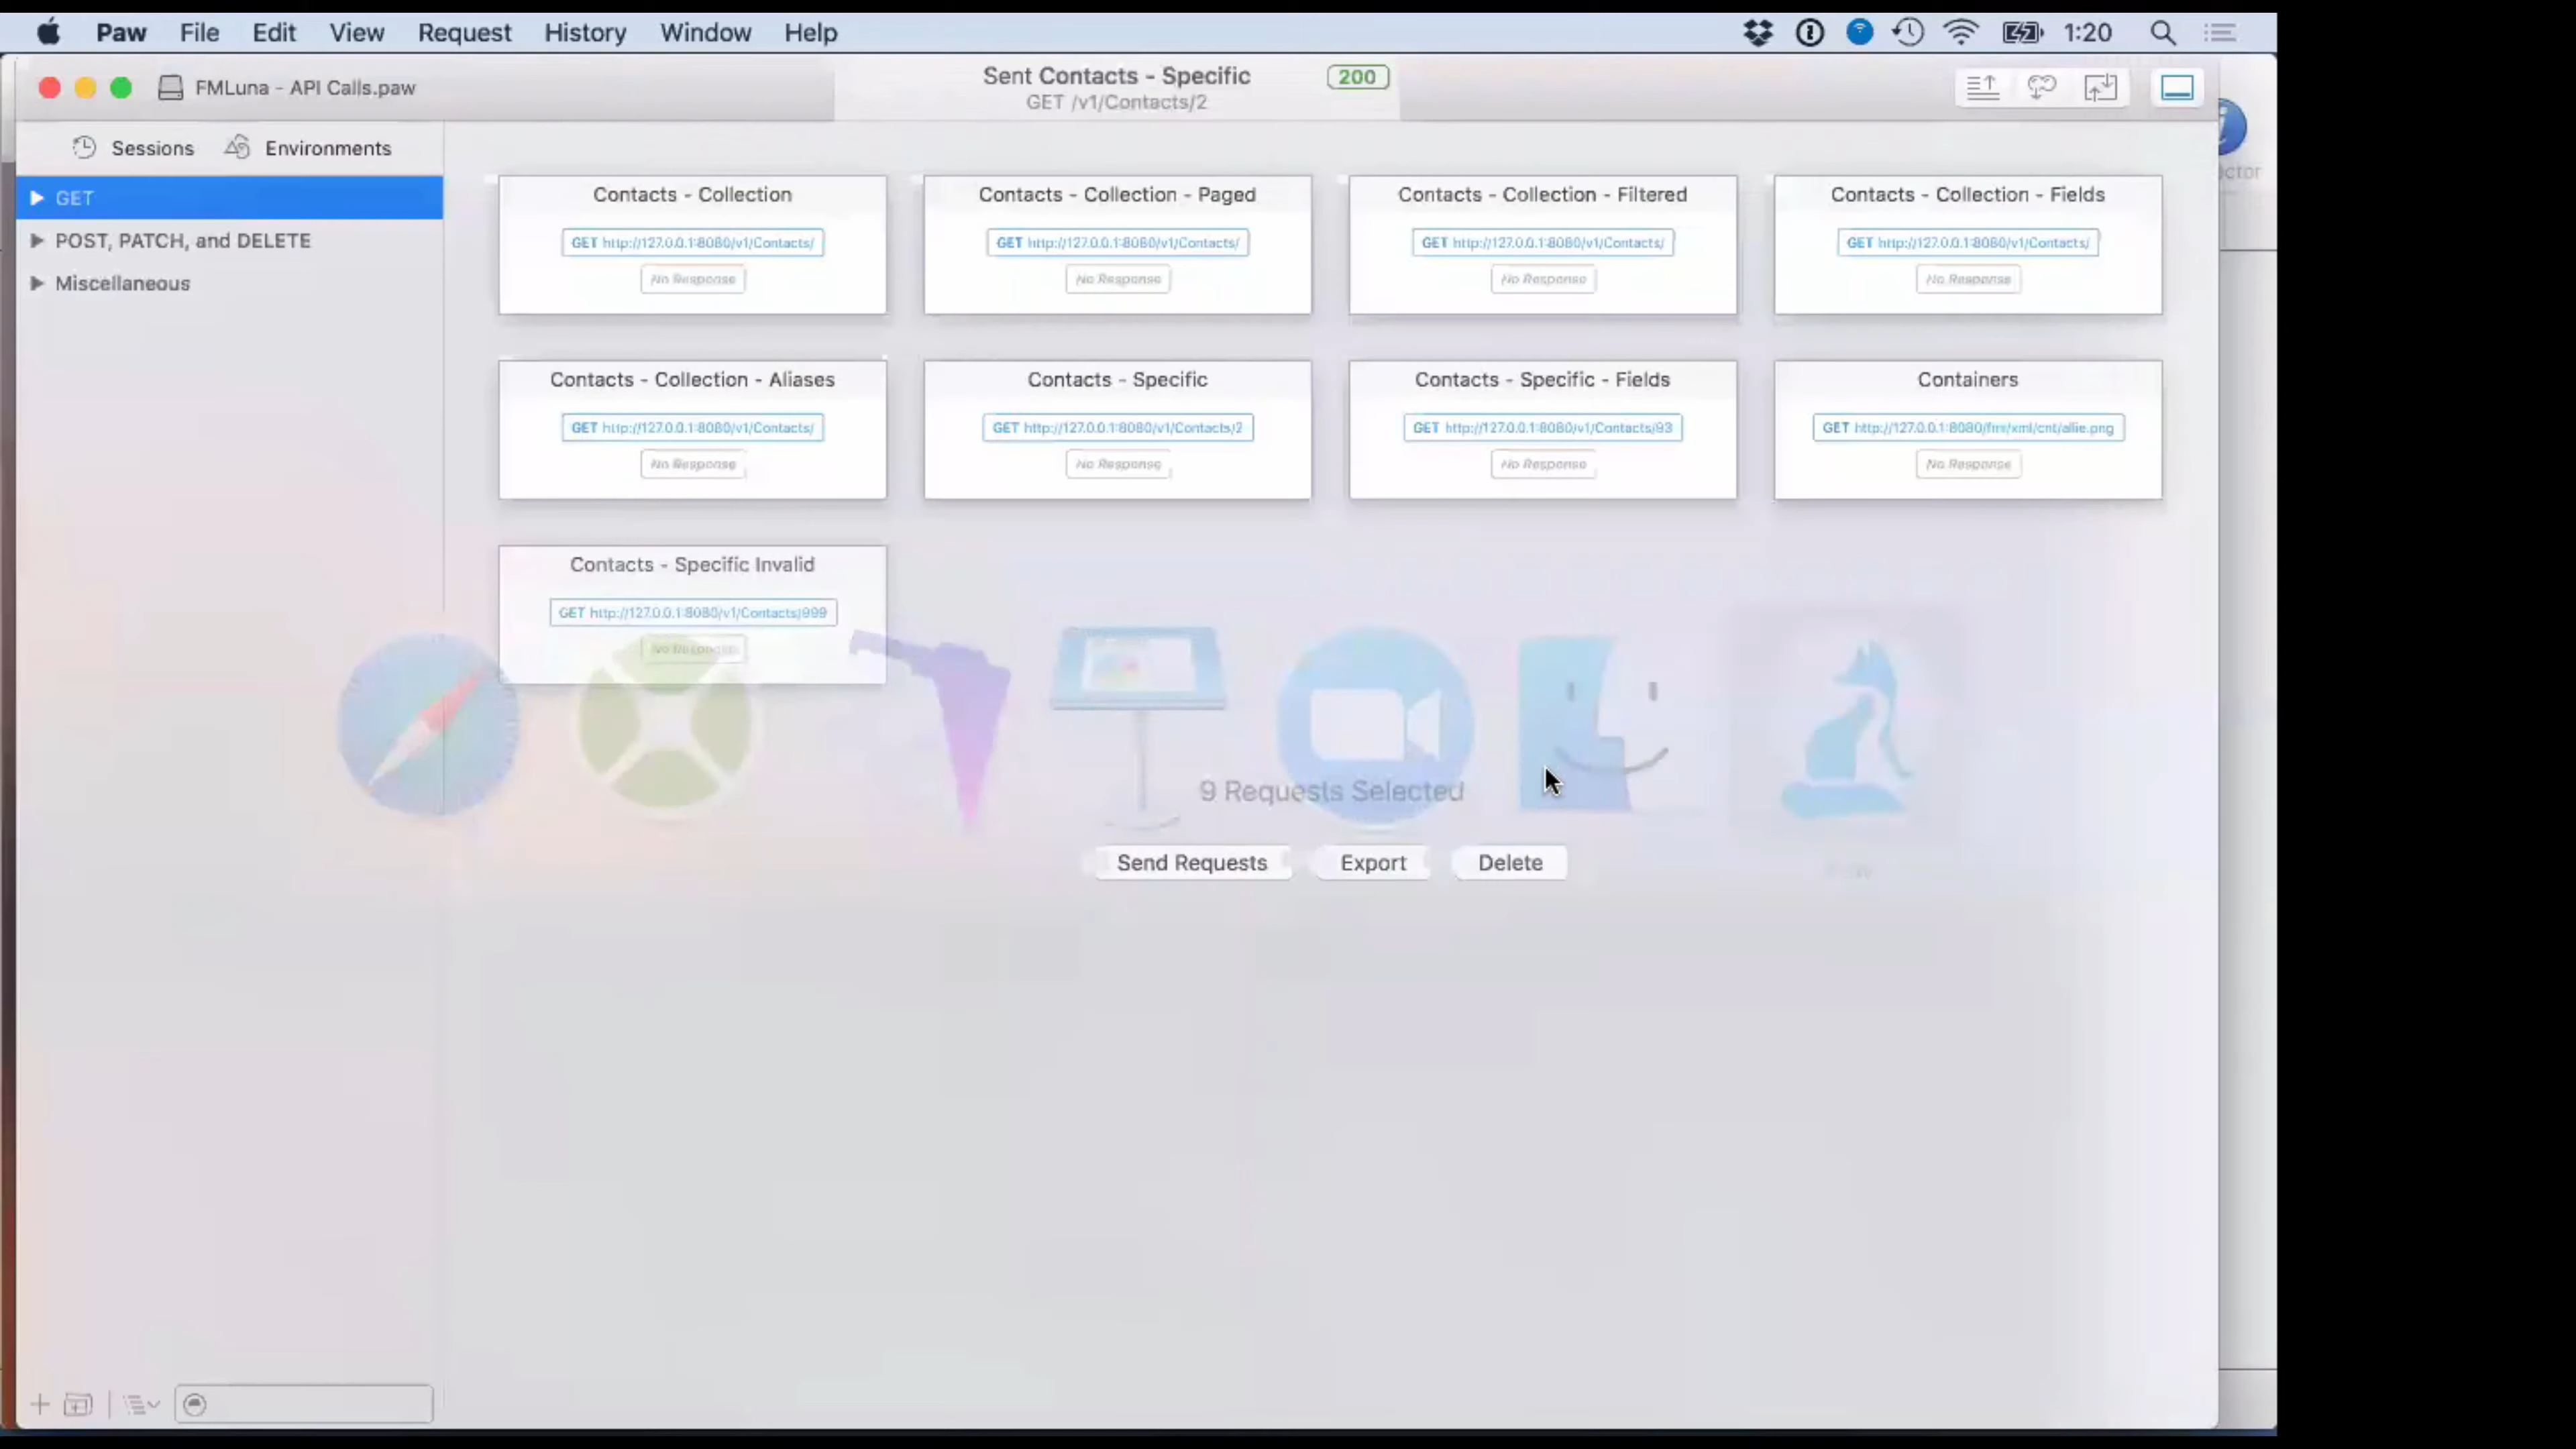 Paw File Edit View Request History Window Help 1:20
FMLuna - API Calls.paw
Sent Contacts - Specific 200
GET /v1/Contacts/2
Sessions Environments
GET
POST, PATCH, and DELETE
Miscellaneous
Contacts - Collection
GET http://127.0.0.1:8080/v1/Contacts/
No Response
Contacts - Collection - Paged
GET http://127.0.0.1:8080/v1/Contacts/
No Response
Contacts - Collection - Filtered
GET http://127.0.0.1:8080/v1/Contacts/
No Response
Contacts - Collection - Fields
GET http://127.0.0.1:8080/v1/Contacts/
No Response
Contacts - Collection - Aliases
GET http://127.0.0.1:8080/v1/Contacts/
No Response
Contacts - Specific
GET http://127.0.0.1:8080/v1/Contacts/2
No Response
Contacts - Specific - Fields
GET http://127.0.0.1:8080/v1/Contacts/93
No Response
Containers
GET http://127.0.0.1:8080/fmi/xml/cnt/allie.png
No Response
Contacts - Specific Invalid
GET http://127.0.0.1:8080/v1/Contacts/999
No Response
9 Requests Selected
Send Requests Export Delete